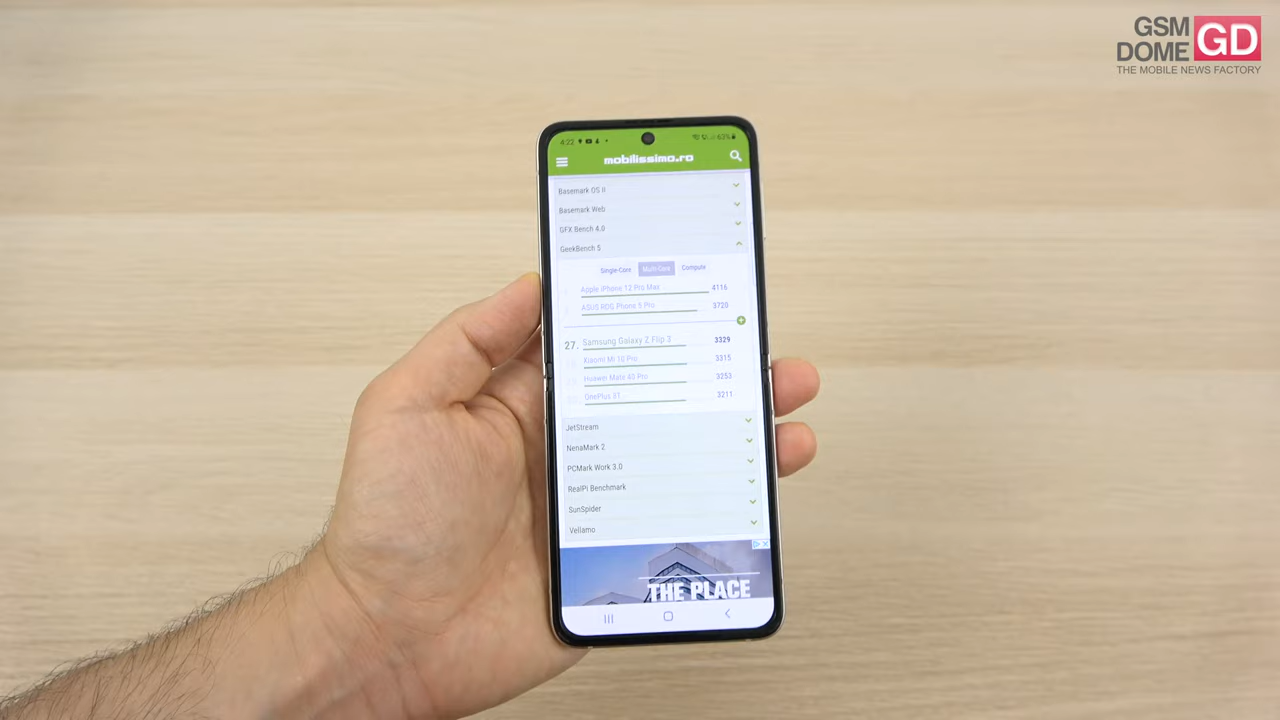 GSM
DOME GD
THE MOBILE NEWS FACTORY
4:22 63%
mobilissimo.ro
Basemark OS II
Basemark Web
GFX Bench 4.0
GeekBench 5
Single-Core Multi-Core Compute
Apple iPhone 12 Pro Max 4116
ASUS ROG Phone 5 Pro 3720
27. Samsung Galaxy Z Flip 3 3329
Xiaomi Mi 10 Pro 3315
Huawei Mate 40 Pro 3253
OnePlus 8T 3211
JetStream
NenaMark 2
PCMark Work 3.0
RealPi Benchmark
SunSpider
Vellamo
THE PLACE